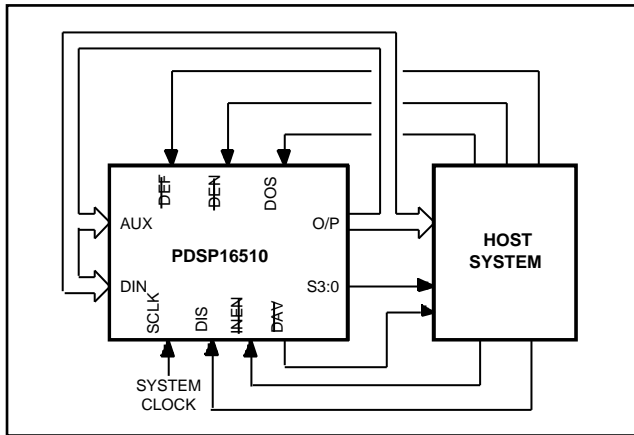 DEF
DEN
DOS
AUX
O/P
PDSP16510
HOST
SYSTEM
DIN
S3:0
SCLK
DIS
INEN
DAV
SYSTEM
CLOCK